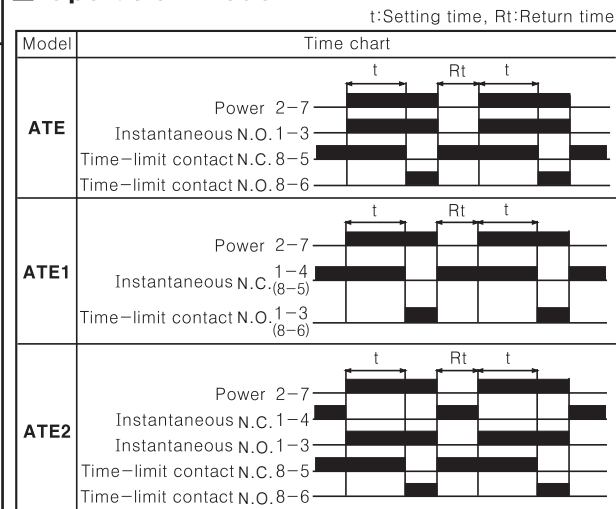 t:Setting time, Rt:Return time
Model Time chart
t Rt t
Power 2-7
ATE
Instantaneous N.O. 1-3
Time-limit contact N.C. 8-5
Time-limit contact N.O. 8-6
t Rt t
Power 2-7
ATE1
Instantaneous N.C. 1-4
(8-5)
Time-limit contact N.O. 1-3
(8-6)
t Rt t
Power 2-7
Instantaneous N.C. 1-4
ATE2
Instantaneous N.O. 1-3
Time-limit contact N.C. 8-5
Time-limit contact N.O. 8-6